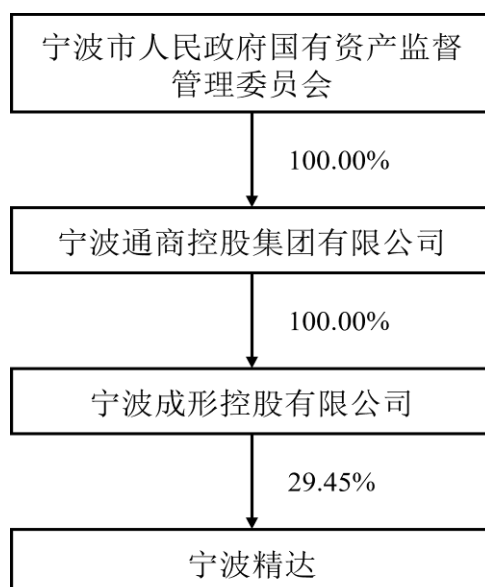 宁波市人民政府国有资产监督
管理委员会
100.00%
宁波通商控股集团有限公司
100.00%
宁波成形控股有限公司
29.45%
宁波精达